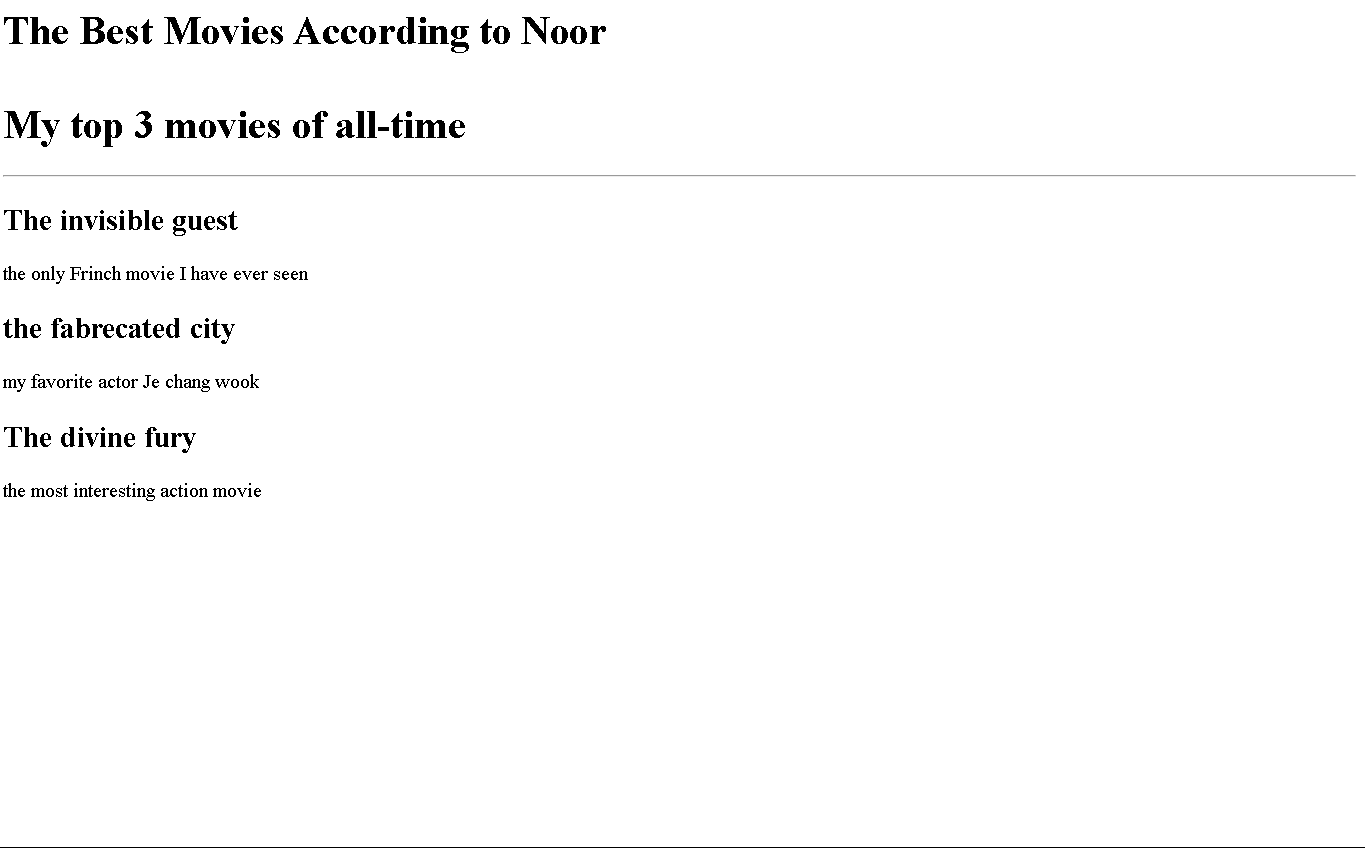 The Best Movies According to Noor
My top 3 movies of all-time
The invisible guest
the only Frinch movie I have ever seen
the fabrecated city
my favorite actor Je chang wook
The divine fury
the most interesting action movie